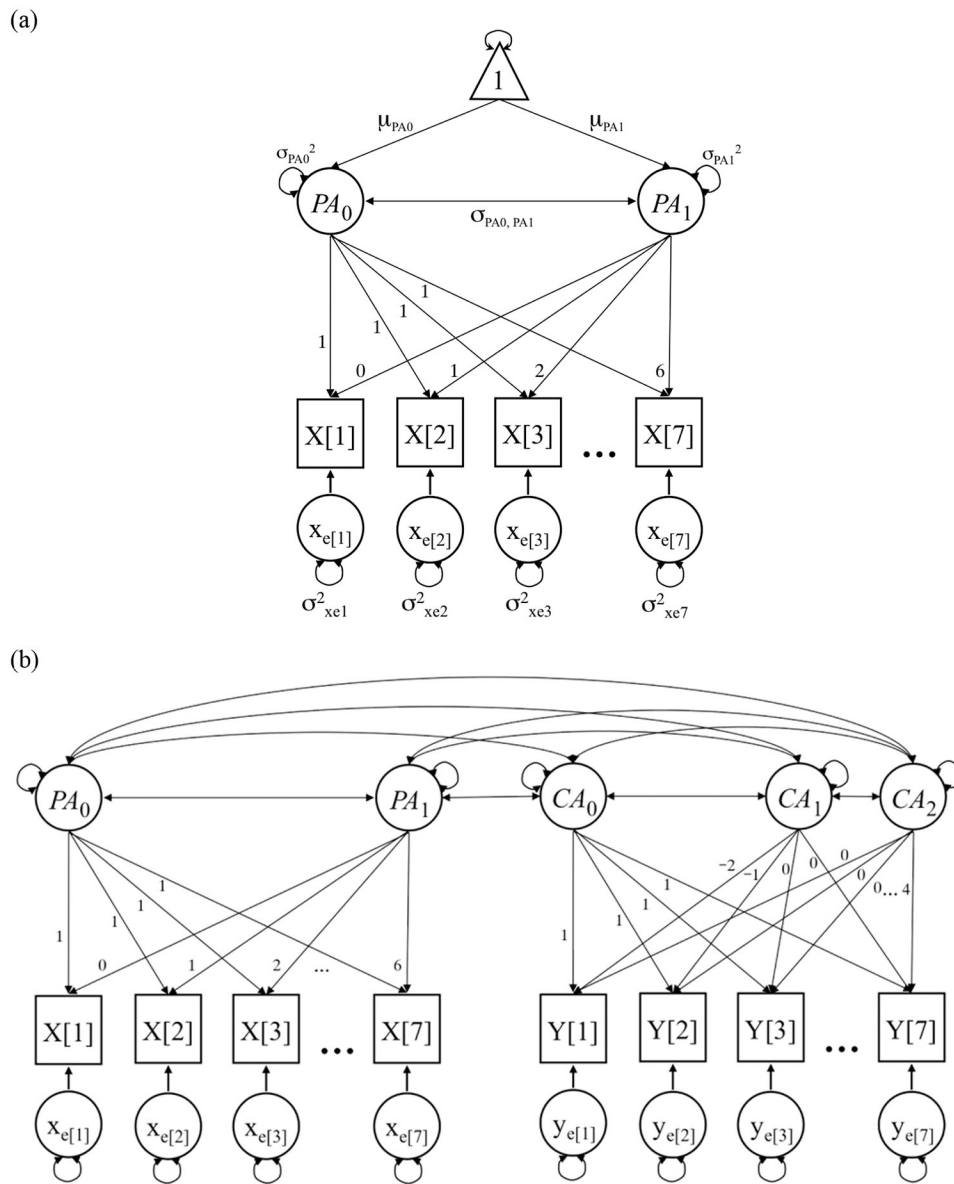 (a)
1
μPA0 μPA1
σPA0² σPA1²
PA₀ PA₁
σPA0, PA1
1 1 1 1
0 1 2 6
X[1] X[2] X[3] ... X[7]
xe[1] xe[2] xe[3] xe[7]
σ²xe1 σ²xe2 σ²xe3 σ²xe7
(b)
PA₀ PA₁ CA₀ CA₁ CA₂
1 1 1 1 0 1 2 ... 6
1 1 1 1 −2 −1 0 0 0 0 0... 4
X[1] X[2] X[3] ... X[7] Y[1] Y[2] Y[3] ... Y[7]
xe[1] xe[2] xe[3] xe[7] ye[1] ye[2] ye[3] ye[7]